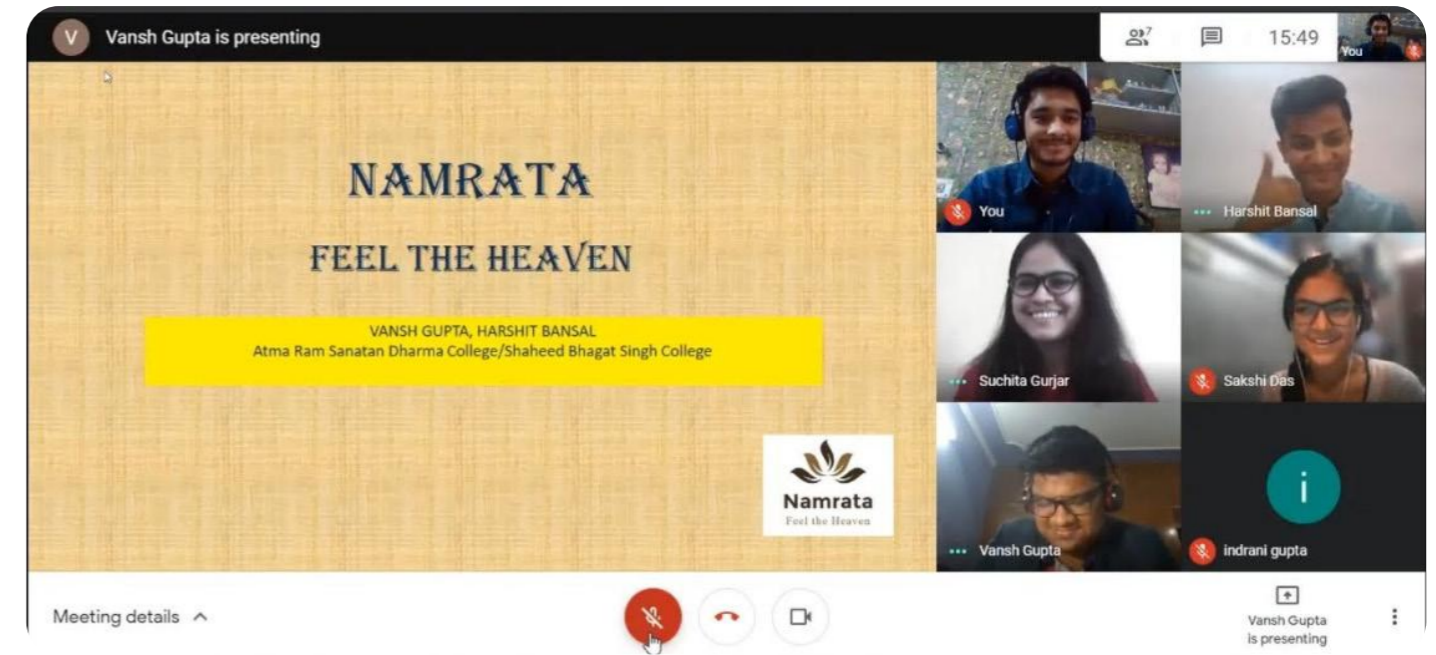 V
Vansh Gupta is presenting
7
15:49
You
NAMRATA
FEEL THE HEAVEN
VANSH GUPTA, HARSHIT BANSAL
Atma Ram Sanatan Dharma College/Shaheed Bhagat Singh College
Namrata
Feel the Heaven
You
Harshit Bansal
Suchita Gurjar
Sakshi Das
Vansh Gupta
i
indrani gupta
Meeting details
Vansh Gupta
is presenting